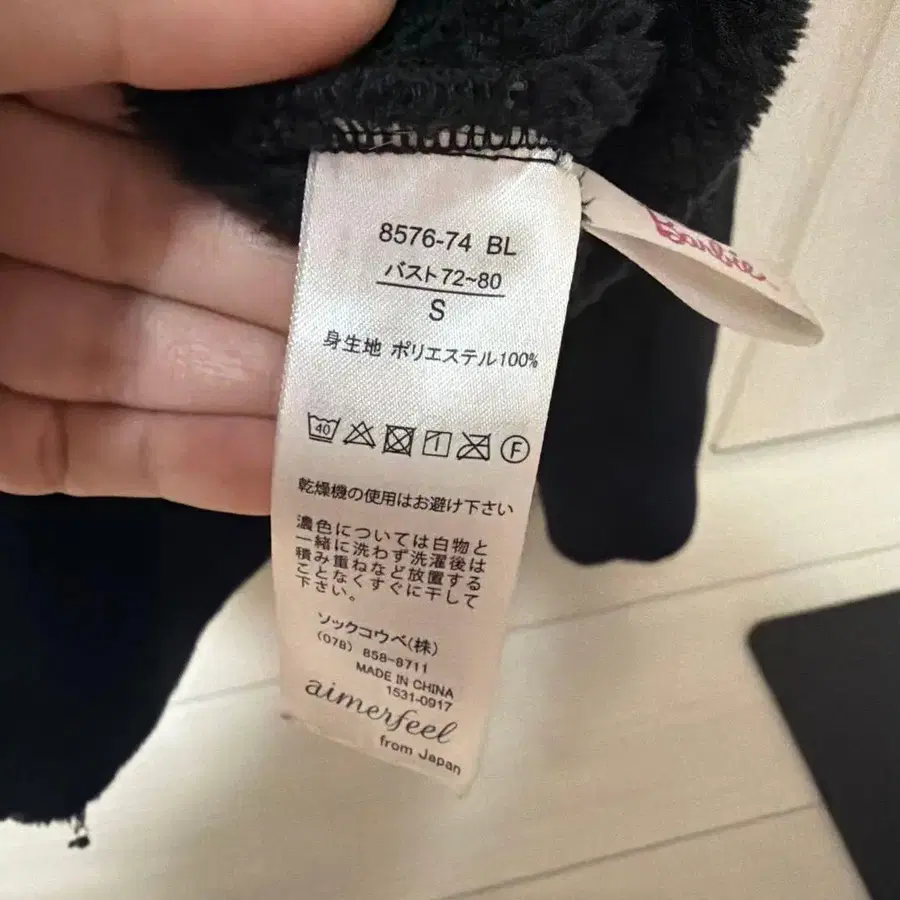 8576-74 BL
バスト72~80
S
身生地 ポリエステル100%
40
F
乾燥機の使用はお避け下さい
濃色については白物と
一緒に洗わず洗濯後は
積み重ねなど放置する
ことなくすぐに干して
下さい。
ソックコウベ(株)
(078) 858-8711
MADE IN CHINA
1531-0917
aimerfeel
from Japan
Barbie